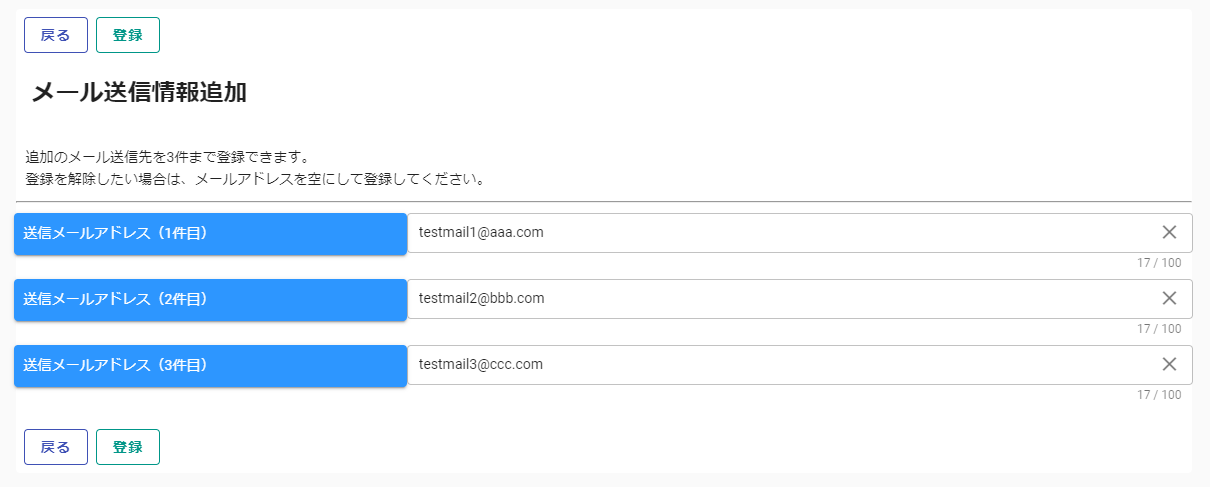 戻る 登録
メール送信情報追加
追加のメール送信先を3件まで登録できます。
登録を解除したい場合は、メールアドレスを空にして登録してください。
送信メールアドレス（1件目） testmail1@aaa.com
17 / 100
送信メールアドレス（2件目） testmail2@bbb.com
17 / 100
送信メールアドレス（3件目） testmail3@ccc.com
17 / 100
戻る 登録